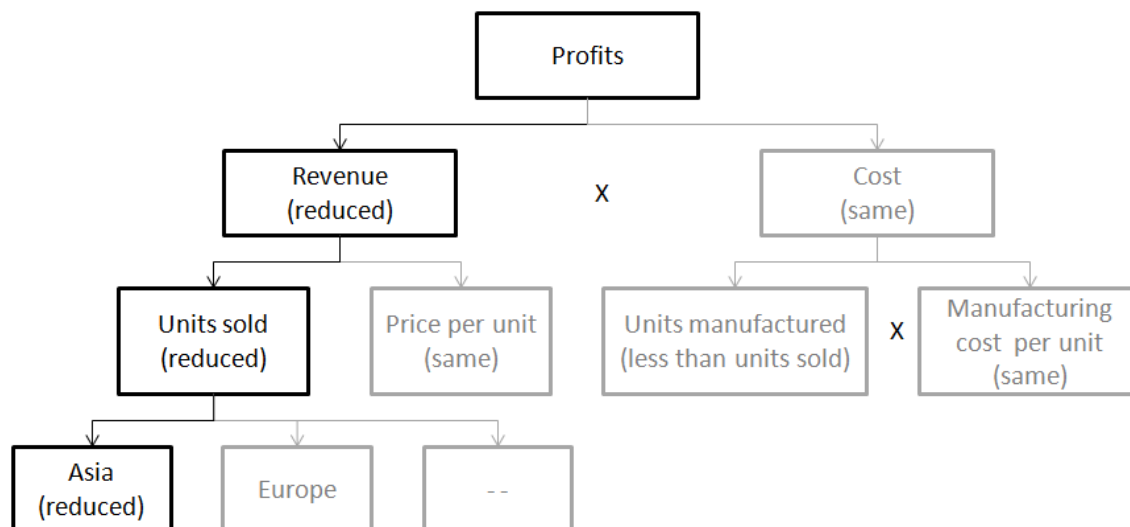 Profits
Revenue
(reduced)
X
Cost
(same)
Units sold
(reduced)
Price per unit
(same)
Units manufactured
(less than units sold)
X
Manufacturing
cost per unit
(same)
Asia
(reduced)
Europe
- -